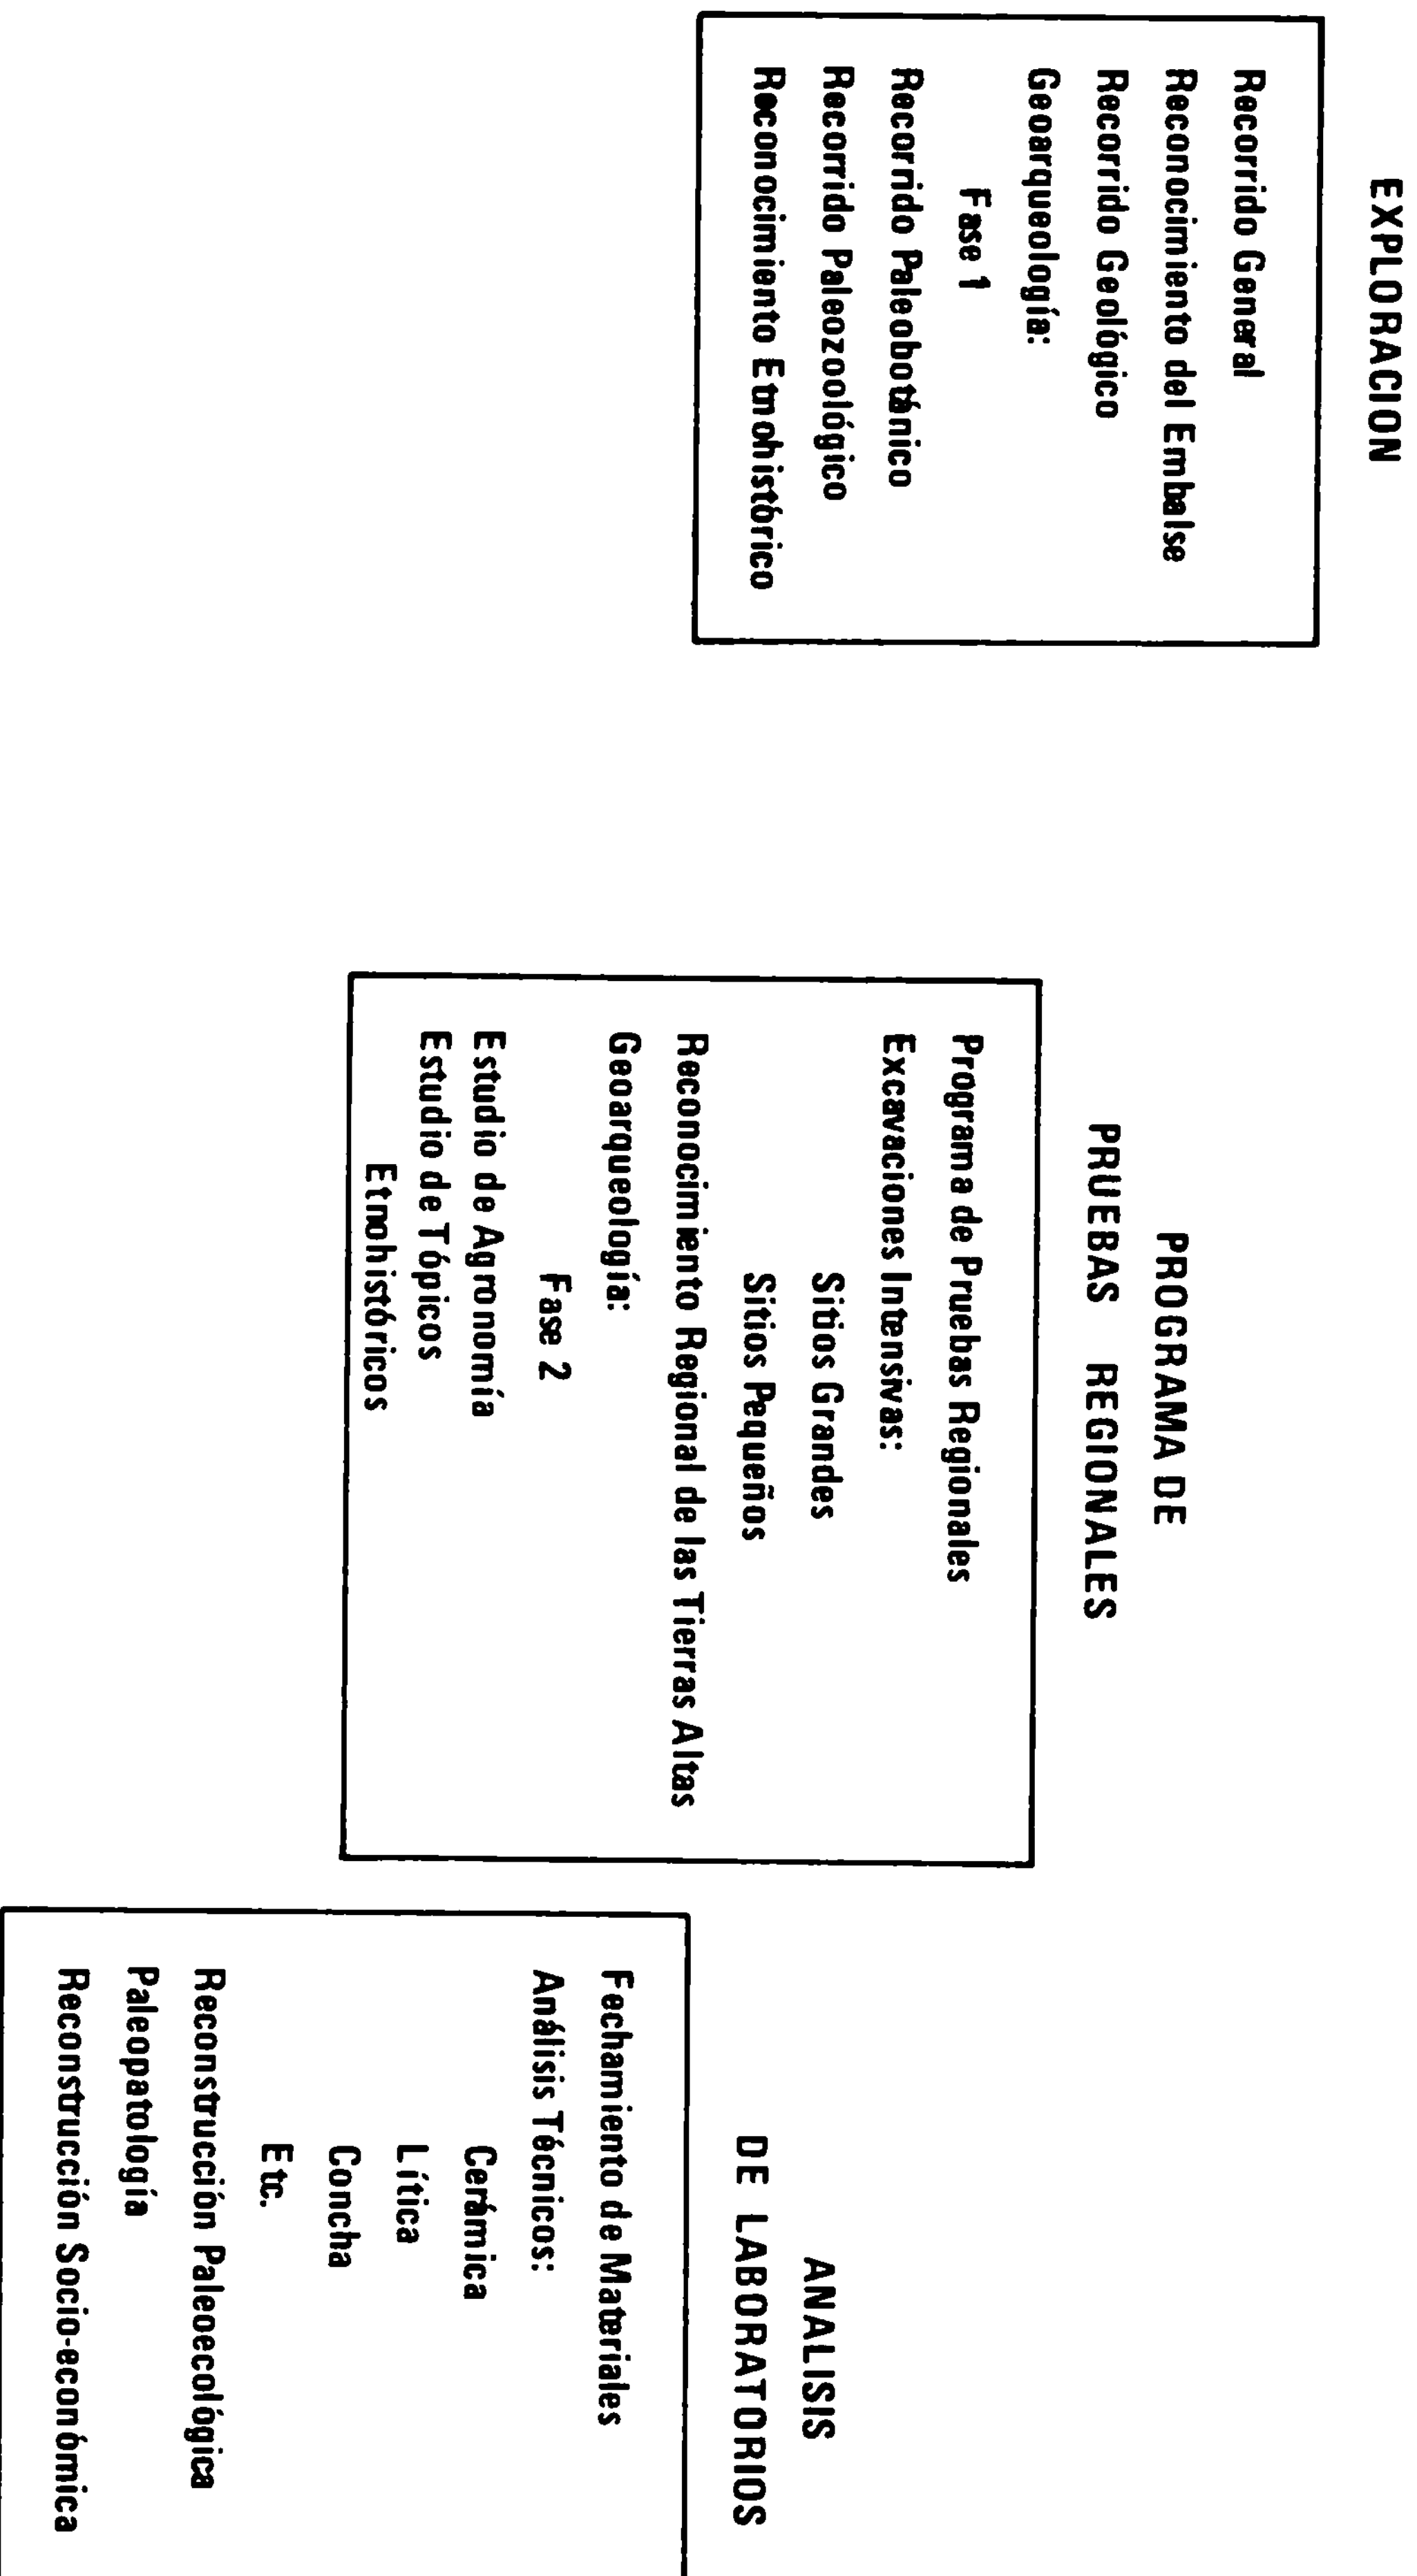 EXPLORACION
Recorrido General
Reconocimiento del Embalse
Recorrido Geológico
Geoarqueología:
Fase 1
Recorrido Paleobotánico
Recorrido Paleozoológico
Reconocimiento Etnohistórico
PROGRAMA DE
PRUEBAS REGIONALES
Programa de Pruebas Regionales
Excavaciones Intensivas:
Sitios Grandes
Sitios Pequeños
Reconocimiento Regional de las Tierras Altas
Geoarqueología:
Fase 2
Estudio de Agronomía
Estudio de Tópicos
Etnohistóricos
ANALISIS
DE LABORATORIOS
Fechamiento de Materiales
Análisis Técnicos:
Cerámica
Lítica
Concha
Etc.
Reconstrucción Paleoecológica
Paleopatología
Reconstrucción Socio-económica